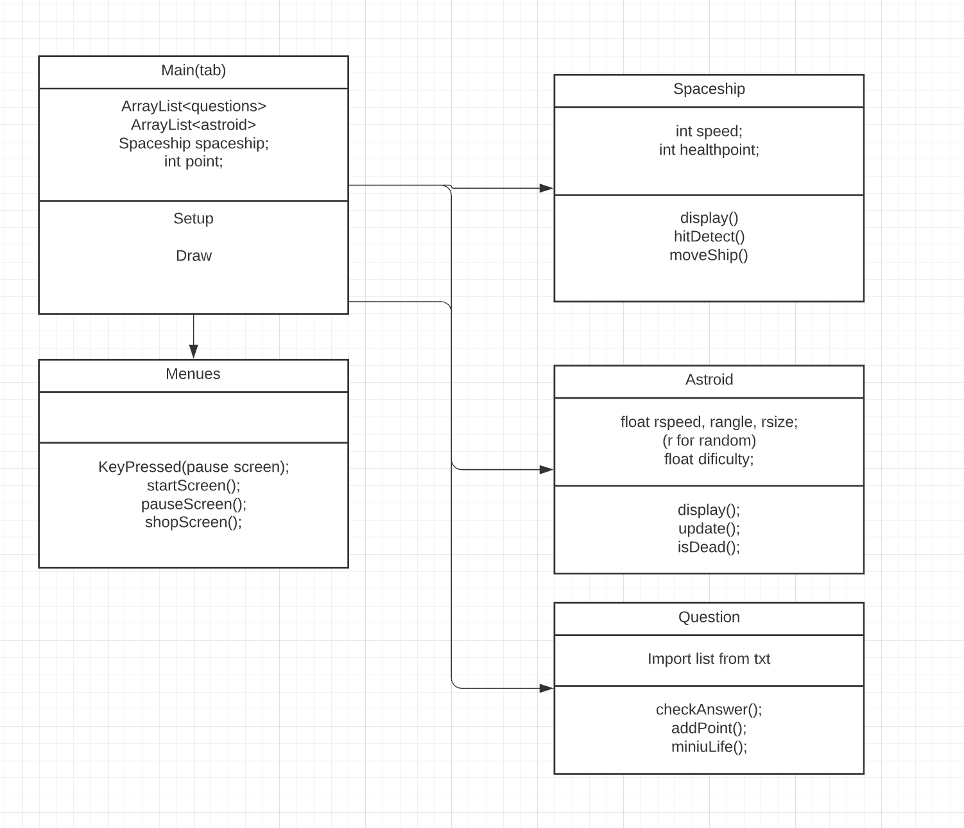 Main(tab)
ArrayList<questions>
ArrayList<astroid>
Spaceship spaceship;
int point;
Setup
Draw
Menues
KeyPressed(pause screen);
startScreen();
pauseScreen();
shopScreen();
Spaceship
int speed;
int healthpoint;
display()
hitDetect()
moveShip()
Astroid
float rspeed, rangle, rsize;
(r for random)
float dificulty;
display();
update();
isDead();
Question
Import list from txt
checkAnswer();
addPoint();
miniuLife();